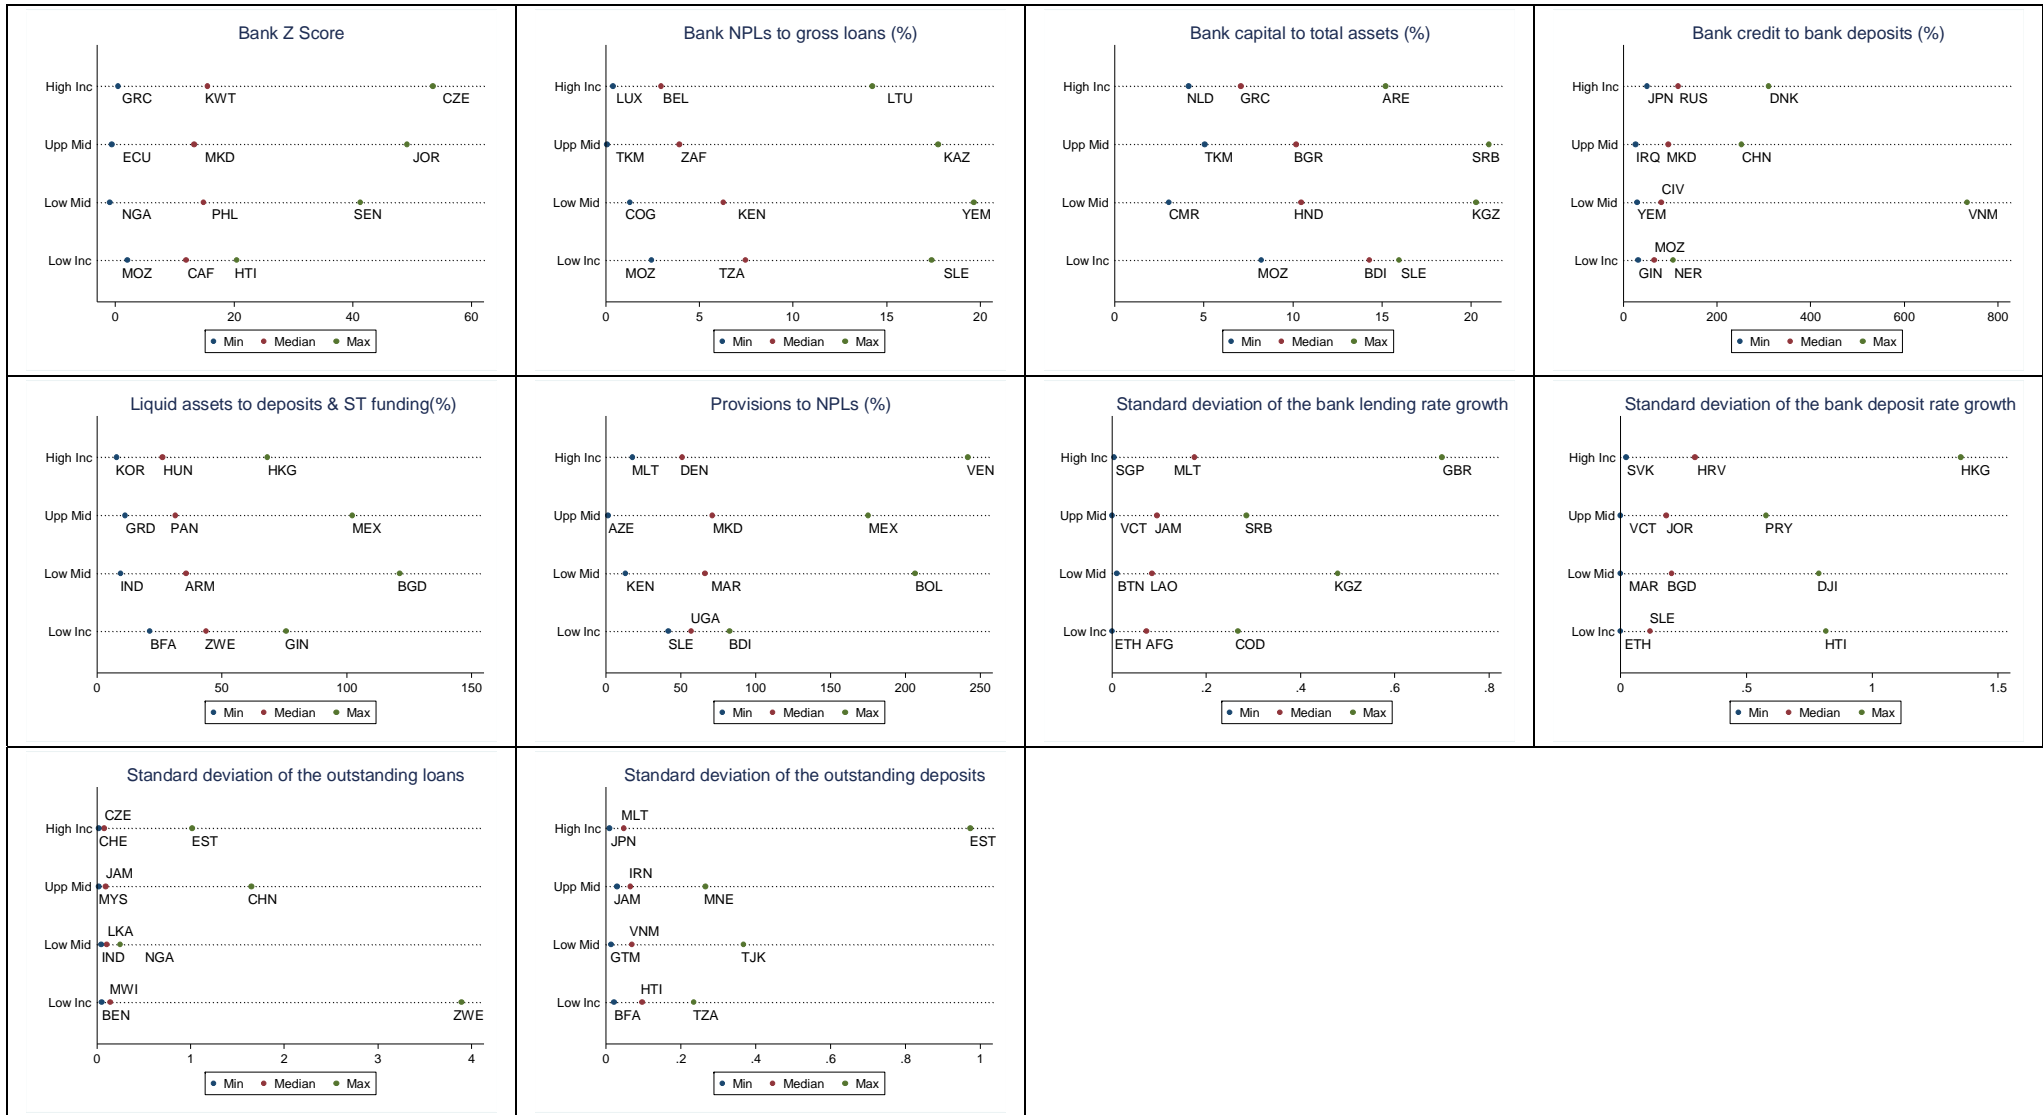 Bank Z Score
High Inc
GRC KWT CZE
Upp Mid
ECU MKD JOR
Low Mid
NGA PHL SEN
Low Inc
MOZ CAF HTI
0 20 40 60
Min Median Max
Bank NPLs to gross loans (%)
High Inc
LUX BEL LTU
Upp Mid
TKM ZAF KAZ
Low Mid
COG KEN YEM
Low Inc
MOZ TZA SLE
0 5 10 15 20
Min Median Max
Bank capital to total assets (%)
High Inc
NLD GRC ARE
Upp Mid
TKM BGR SRB
Low Mid
CMR HND KGZ
Low Inc
MOZ BDI SLE
0 5 10 15 20
Min Median Max
Bank credit to bank deposits (%)
High Inc
JPN RUS DNK
Upp Mid
IRQ MKD CHN
CIV
Low Mid
YEM VNM
MOZ
Low Inc
GIN NER
0 200 400 600 800
Min Median Max
Liquid assets to deposits & ST funding(%)
High Inc
KOR HUN HKG
Upp Mid
GRD PAN MEX
Low Mid
IND ARM BGD
Low Inc
BFA ZWE GIN
0 50 100 150
Min Median Max
Provisions to NPLs (%)
High Inc
MLT DEN VEN
Upp Mid
AZE MKD MEX
Low Mid
KEN MAR BOL
UGA
Low Inc
SLE BDI
0 50 100 150 200 250
Min Median Max
Standard deviation of the bank lending rate growth
High Inc
SGP MLT GBR
Upp Mid
VCT JAM SRB
Low Mid
BTN LAO KGZ
Low Inc
ETH AFG COD
0 .2 .4 .6 .8
Min Median Max
Standard deviation of the bank deposit rate growth
High Inc
SVK HRV HKG
Upp Mid
VCT JOR PRY
Low Mid
MAR BGD DJI
SLE
Low Inc
ETH HTI
0 .5 1 1.5
Min Median Max
Standard deviation of the outstanding loans
CZE
High Inc
CHE EST
JAM
Upp Mid
MYS CHN
LKA
Low Mid
IND NGA
MWI
Low Inc
BEN ZWE
0 1 2 3 4
Min Median Max
Standard deviation of the outstanding deposits
MLT
High Inc
JPN EST
IRN
Upp Mid
JAM MNE
VNM
Low Mid
GTM TJK
HTI
Low Inc
BFA TZA
0 .2 .4 .6 .8 1
Min Median Max